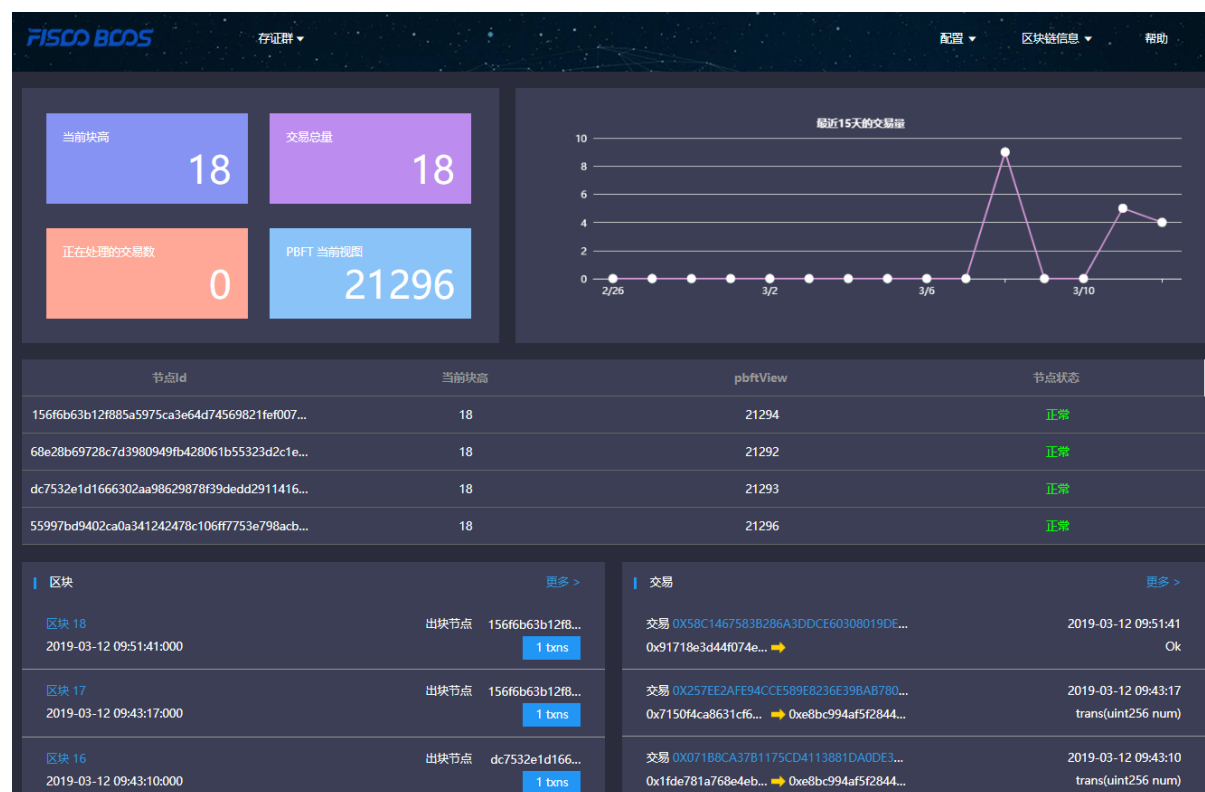 FISCO BCOS
存证群
配置
区块链信息
帮助
当前块高
18
交易总量
18
正在处理的交易数
0
PBFT 当前视图
21296
最近15天的交易量
10
8
6
4
2
0
2/26
3/2
3/6
3/10
节点Id 当前块高 pbftView 节点状态
156f6b63b12f885a5975ca3e64d74569821fef007... 18 21294 正常
68e28b69728c7d3980949fb428061b55323d2c1e... 18 21292 正常
dc7532e1d1666302aa98629878f39dedd2911416... 18 21293 正常
55997bd9402ca0a341242478c106ff7753e798acb... 18 21296 正常
区块 更多 >
区块 18 出块节点 156f6b63b12f8...
2019-03-12 09:51:41:000 1 txns
区块 17 出块节点 156f6b63b12f8...
2019-03-12 09:43:17:000 1 txns
区块 16 出块节点 dc7532e1d166...
2019-03-12 09:43:10:000 1 txns
交易 更多 >
交易 0X58C1467583B286A3DDCE60308019DE... 2019-03-12 09:51:41
0x91718e3d44f074e... Ok
交易 0X257EE2AFE94CCE589E8236E39BAB780... 2019-03-12 09:43:17
0x7150f4ca8631cf6... 0xe8bc994af5f2844... trans(uint256 num)
交易 0X071B8CA37B1175CD4113881DA0DE3... 2019-03-12 09:43:10
0x1fde781a768e4eb... 0xe8bc994af5f2844... trans(uint256 num)